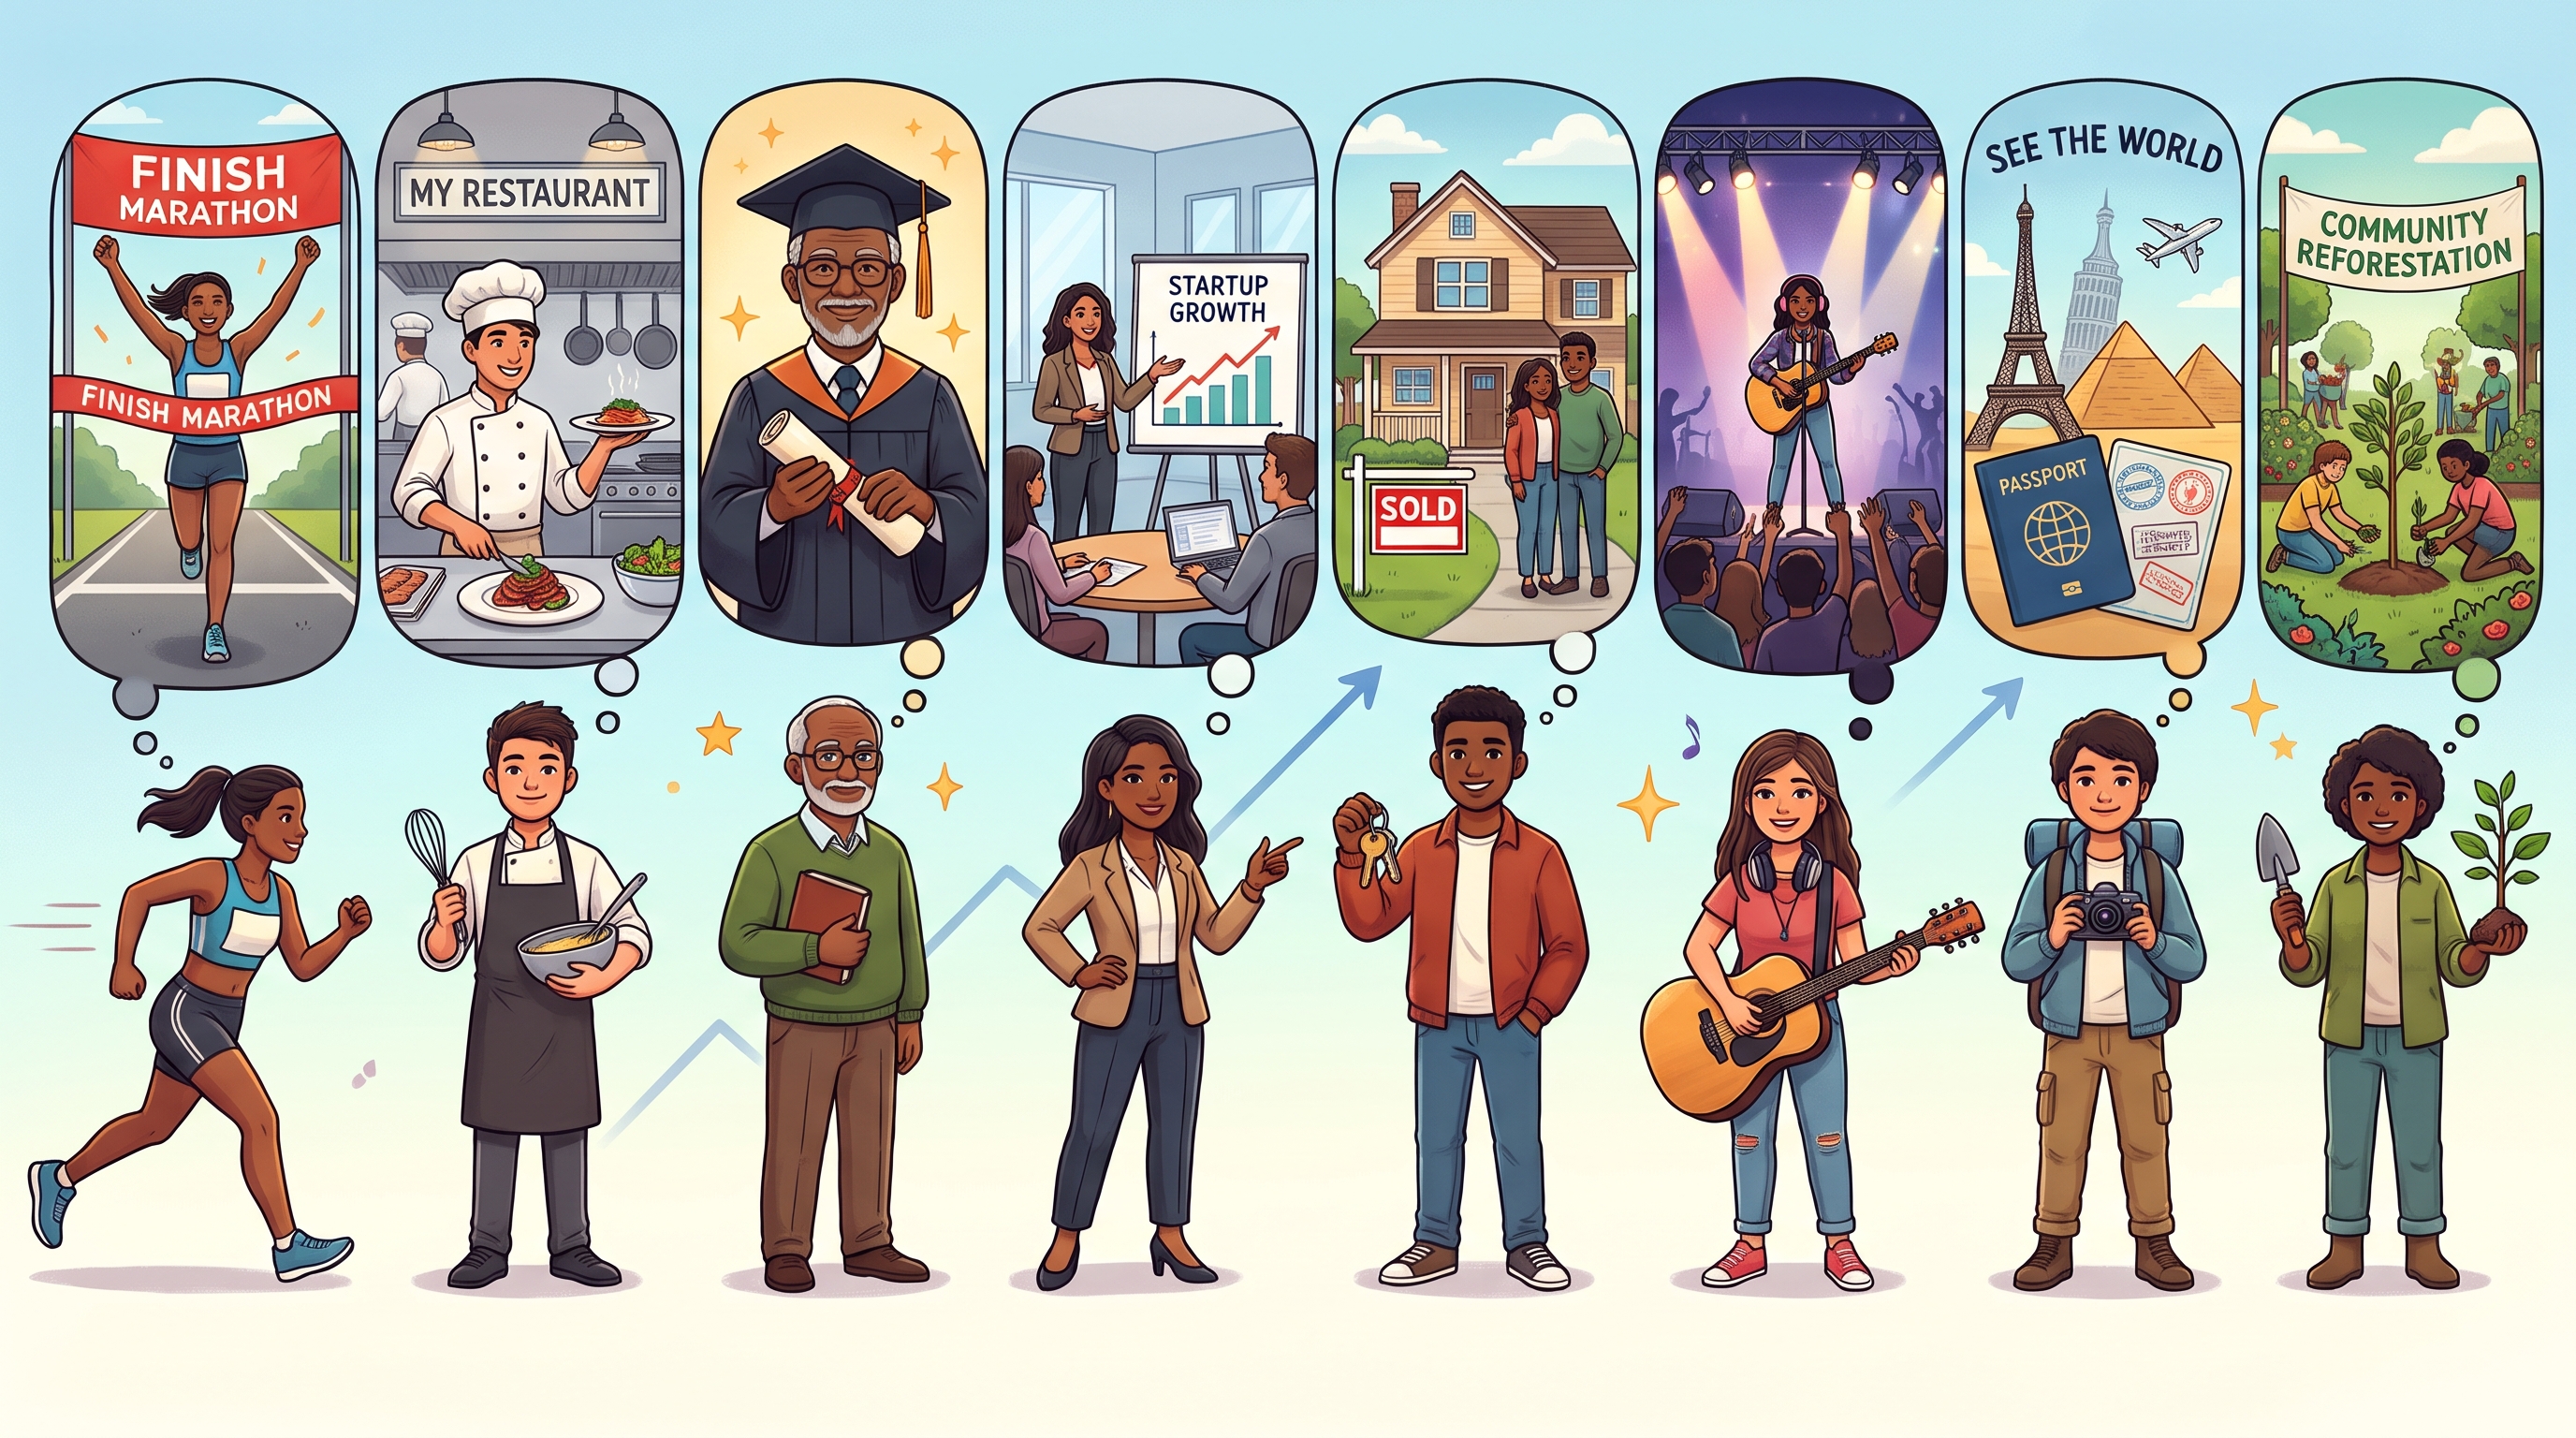 FINISH
MARATHON
FINISH MARATHON
MY RESTAURANT
STARTUP
GROWTH
SOLD
SEE THE WORLD
PASSPORT
COMMUNITY
REFORESTATION